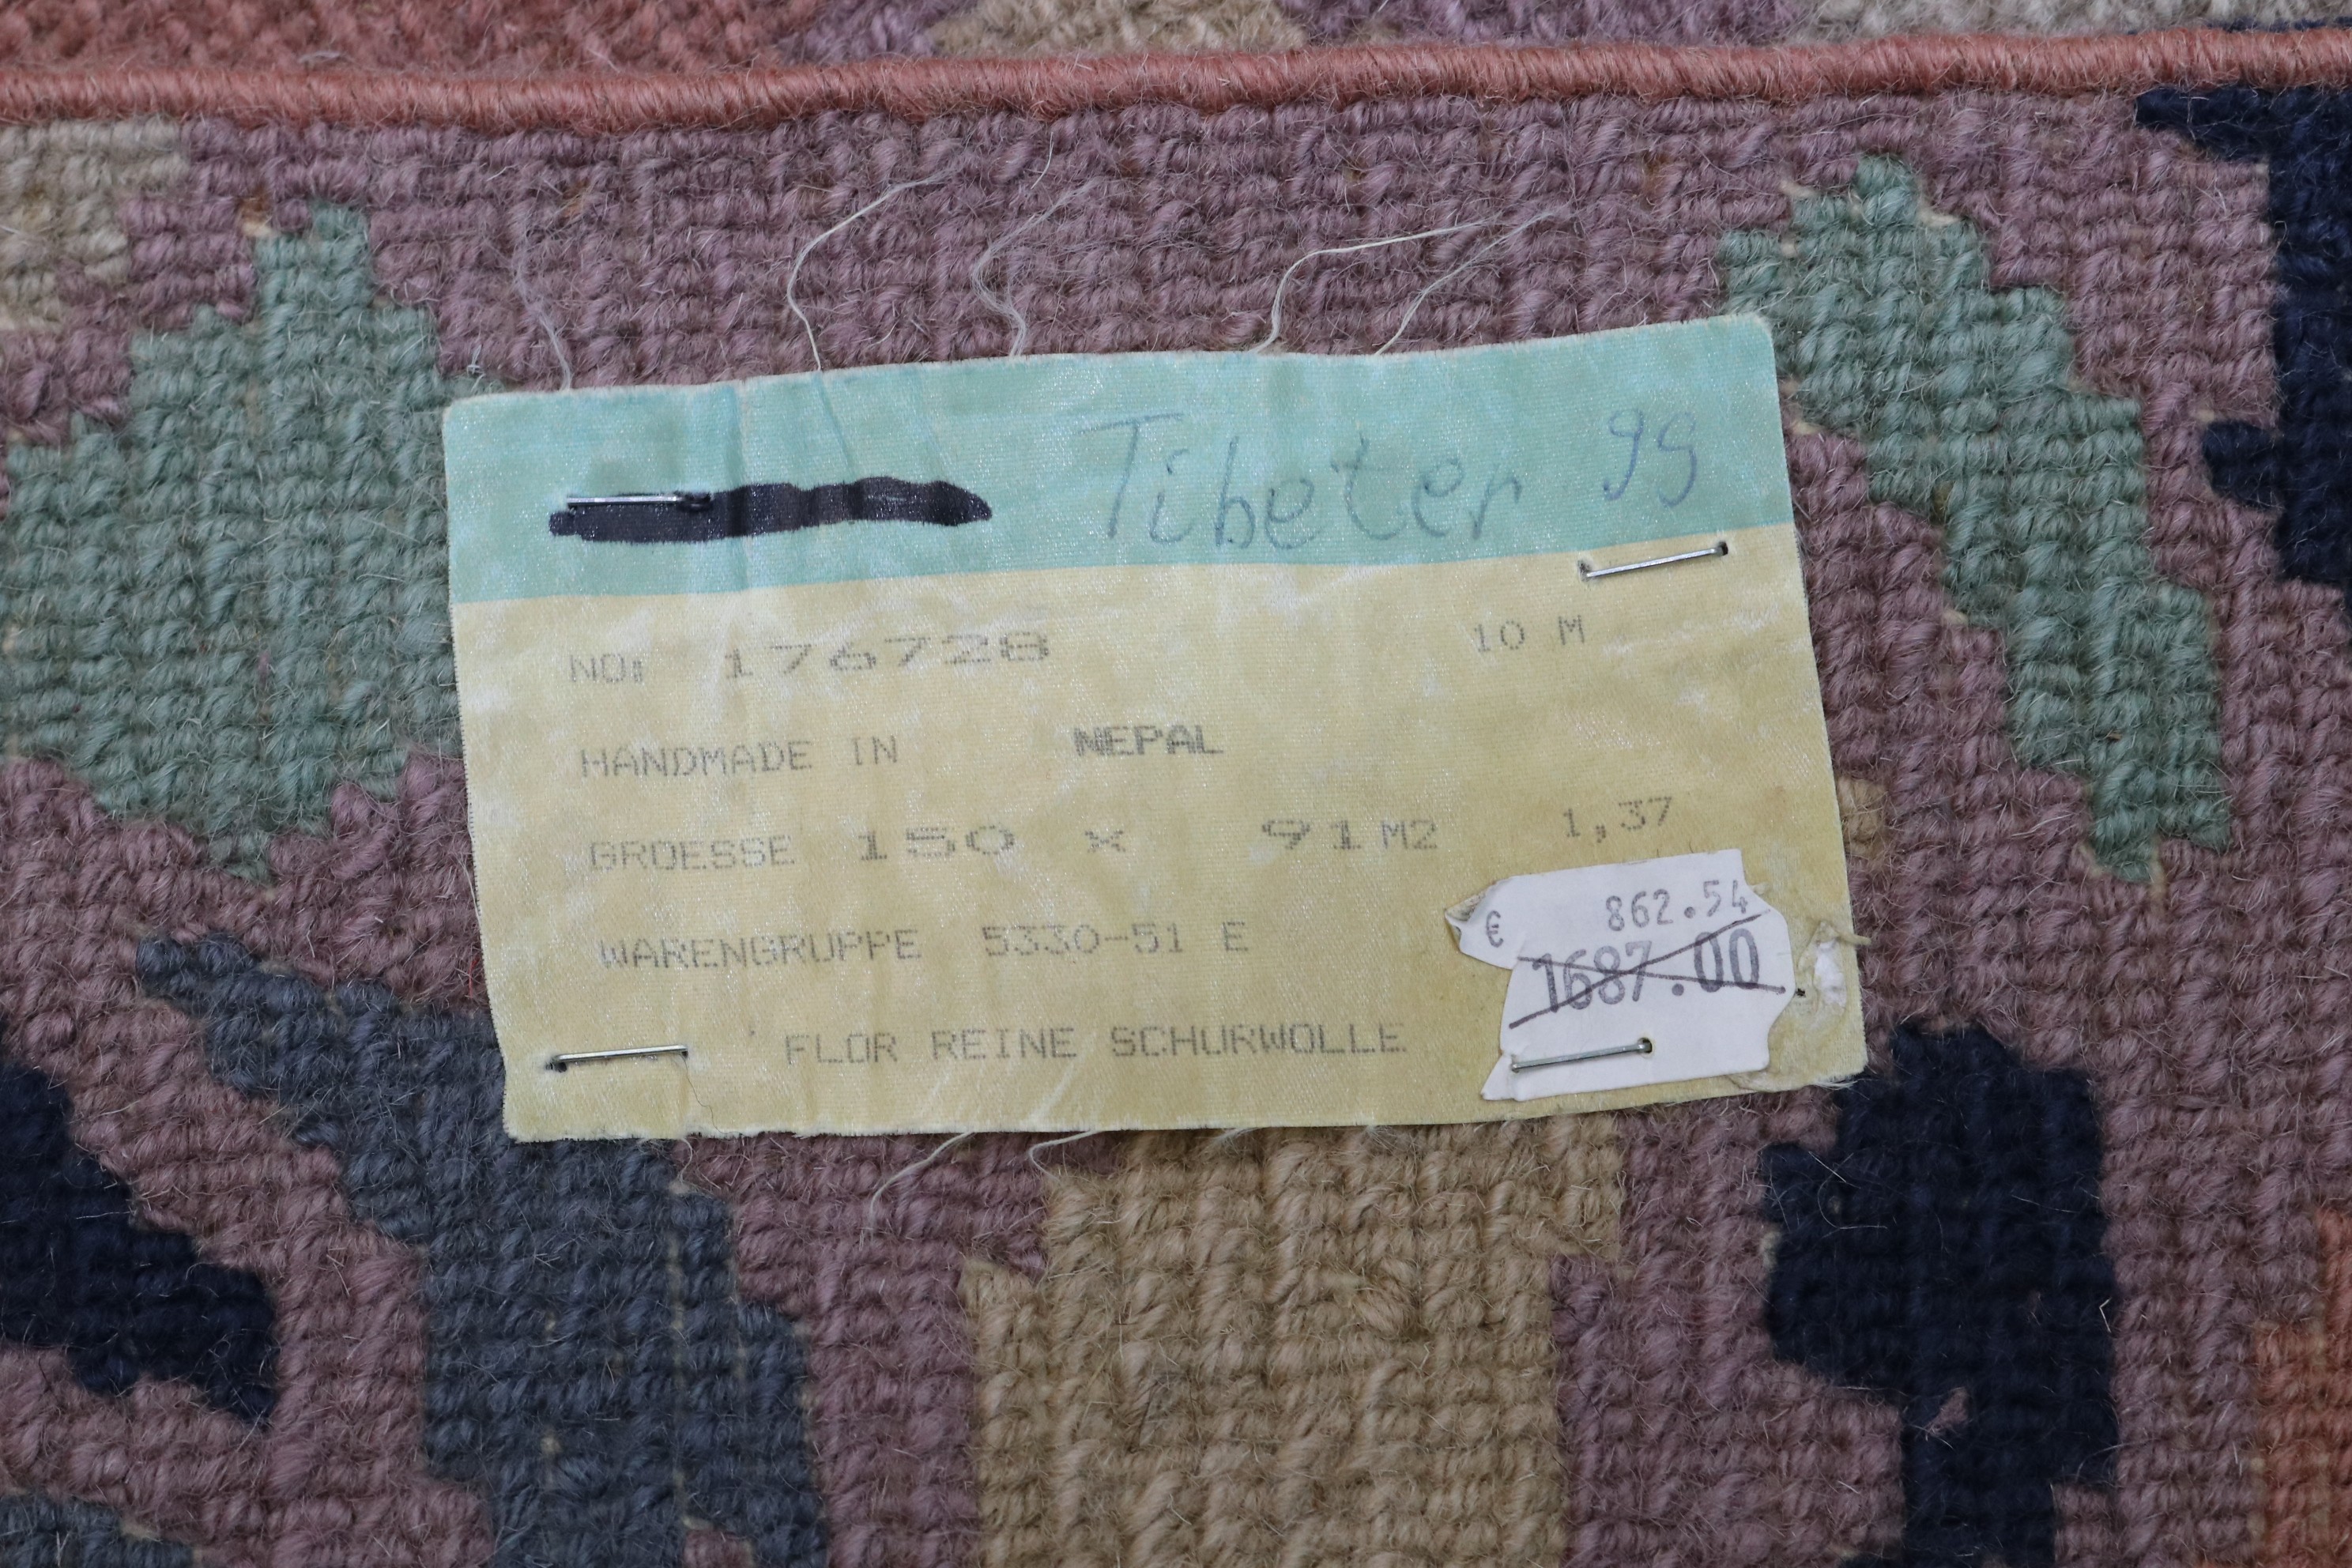 Tibeter 99
NO: 176728 10 M
HANDMADE IN NEPAL
GROESSE 150 x 91 M2 1,37
WARENGRUPPE 5330-51 E
€ 862.54
1687.00
FLOR REINE SCHURWOLLE